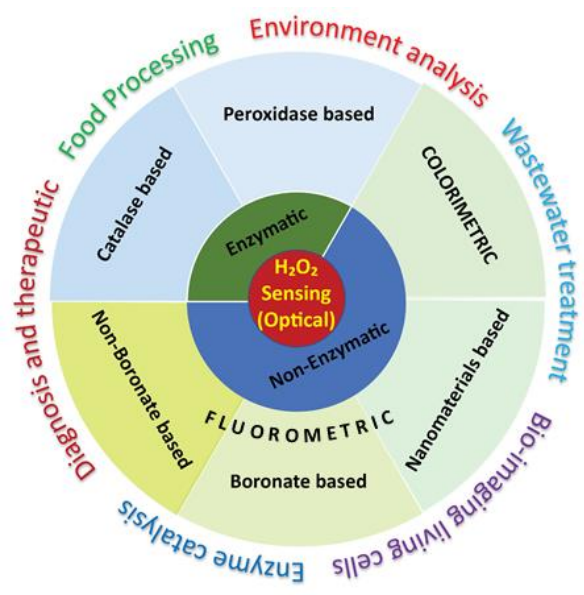 Environment analysis
Wastewater treatment
Bio-imaging living cells
Enzyme catalysis
Diagnosis and therapeutic
Food Processing
Peroxidase based
COLORIMETRIC
Nanomaterials based
Boronate based
Non-Boronate based
Catalase based
FLUOROMETRIC
Enzymatic
Non-Enzymatic
H₂O₂
Sensing
(Optical)